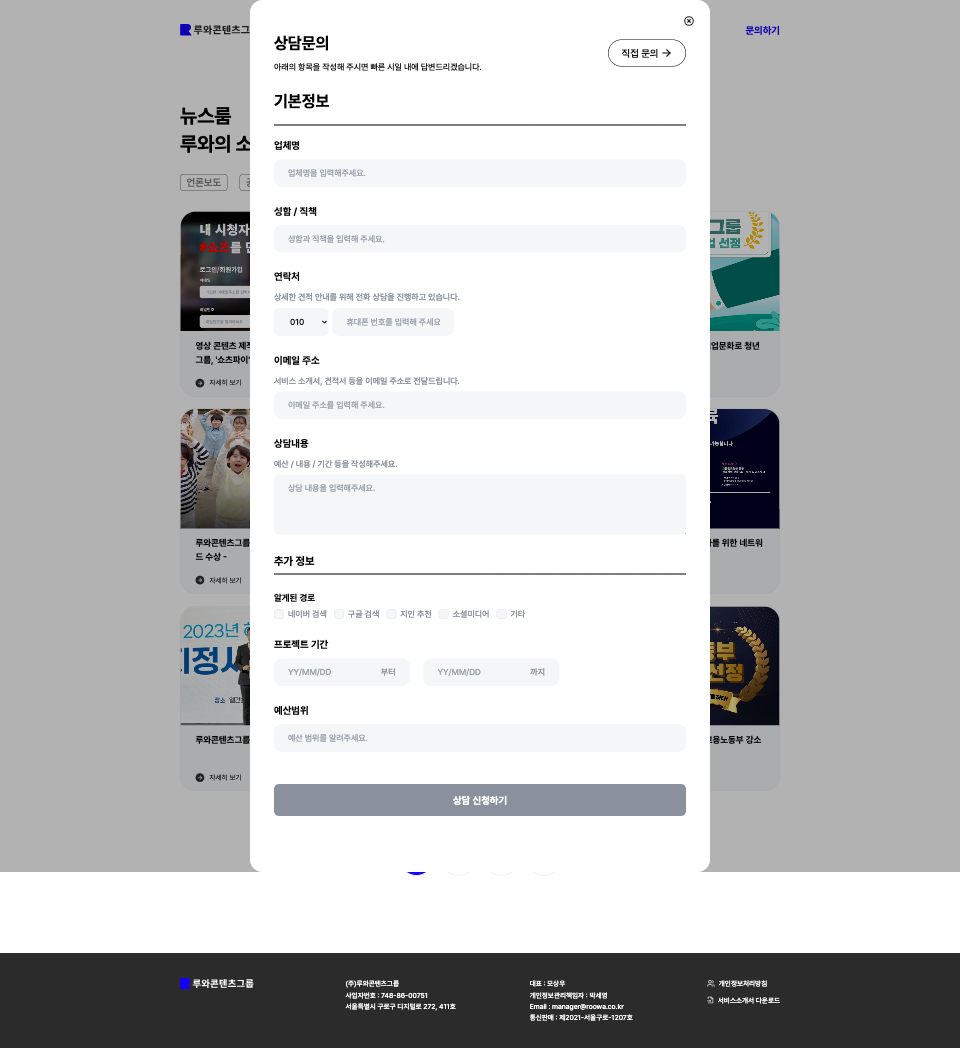 루와콘텐츠그
문의하기
뉴스룸
루와의 소
언론보도
내 시청자
#쇼츠를 만
로그인/회원가입
영상 콘텐츠 제작
그룹, '쇼츠파이'
자세히 보기
루와콘텐츠그룹
드 수상 -
자세히 보기
2023년
지정서
장소
루와콘텐츠그룹
자세히 보기
상담문의
직접 문의 →
아래의 항목을 작성해 주시면 빠른 시일 내에 답변드리겠습니다.
기본정보
업체명
업체명을 입력해주세요.
성함 / 직책
성함과 직책을 입력해 주세요.
연락처
상세한 견적 안내를 위해 전화 상담을 진행하고 있습니다.
010
휴대폰 번호를 입력해 주세요
이메일 주소
서비스 소개서, 견적서 등을 이메일 주소로 전달드립니다.
이메일 주소를 입력해 주세요.
상담내용
예산 / 내용 / 기간 등을 작성해주세요.
상담 내용을 입력해주세요.
추가 정보
알게된 경로
네이버 검색 구글 검색 지인 추천 소셜미디어 기타
프로젝트 기간
YY/MM/DD 부터 YY/MM/DD 까지
예산범위
예산 범위를 알려주세요.
상담 신청하기
그룹
업 선정
업문화로 청년
가능합니다
를 위한 네트워
동부
선정
용노동부 강소
루와콘텐츠그룹
(주)루와콘텐츠그룹
사업자번호 : 748-86-00751
서울특별시 구로구 디지털로 272, 411호
대표 : 오상우
개인정보관리책임자 : 박세영
Email : manager@roowa.co.kr
통신판매 : 제2021-서울구로-1207호
개인정보처리방침
서비스소개서 다운로드